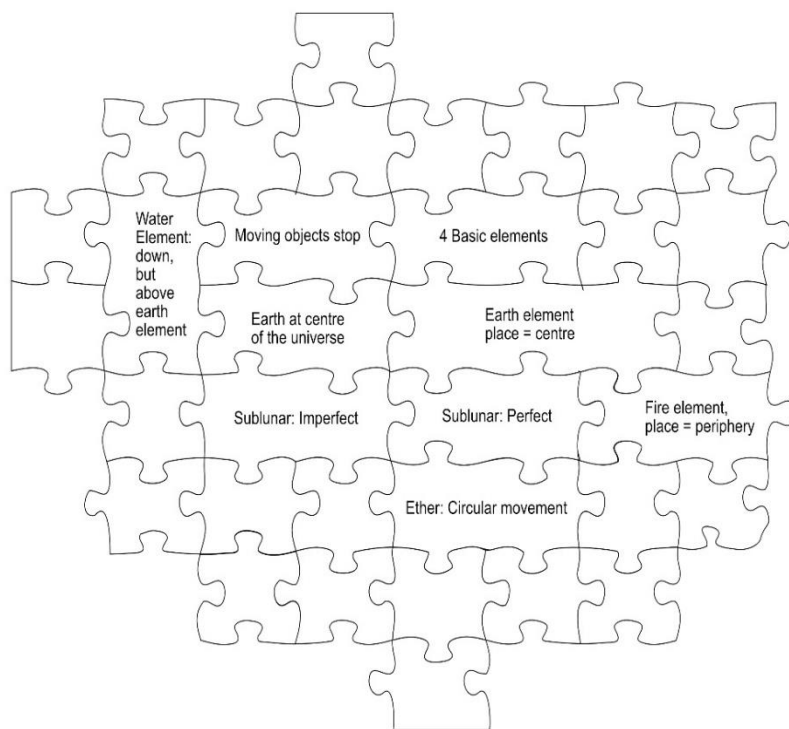 Water
Element:
down,
but
above
earth
element
Moving objects stop
4 Basic elements
Earth at centre
of the universe
Earth element
place = centre
Sublunar: Imperfect
Sublunar: Perfect
Fire element,
place = periphery
Ether: Circular movement